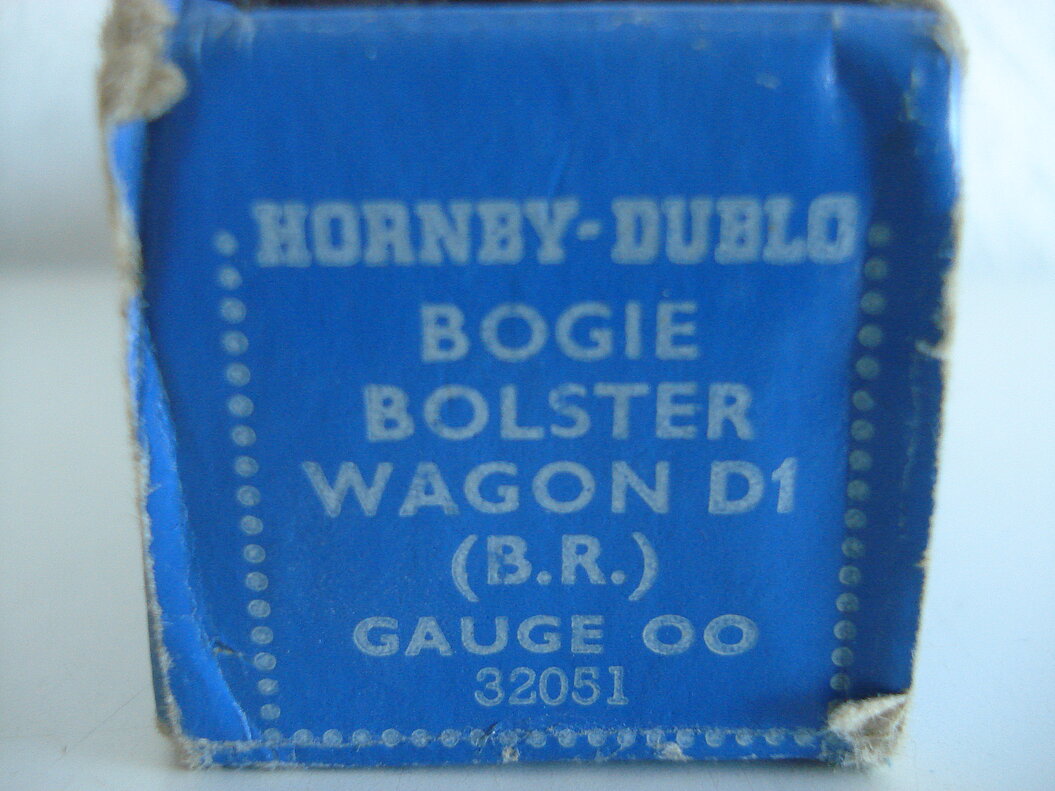 HORNBY-DUBLO
BOGIE
BOLSTER
WAGON D1
(B.R.)
GAUGE OO
32051